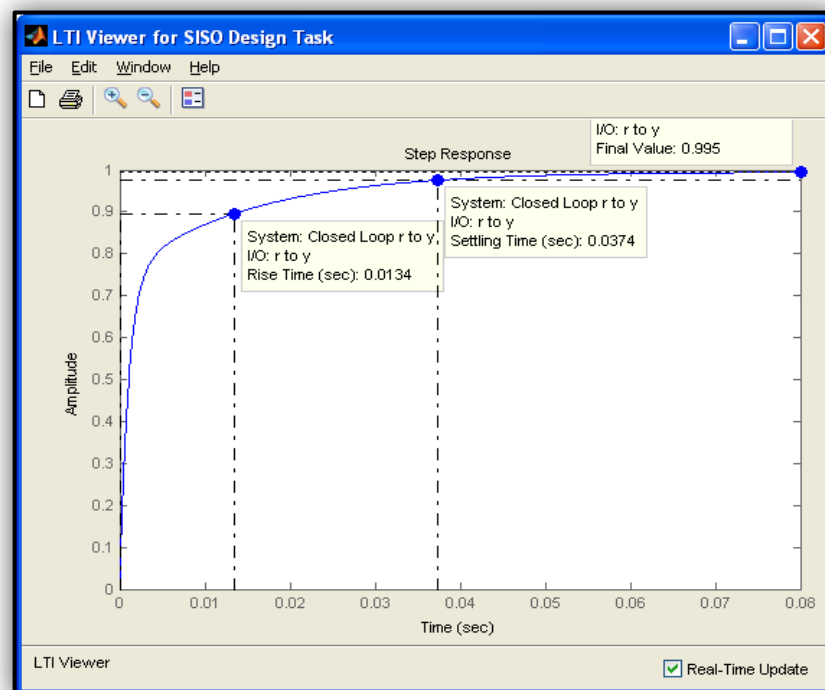 LTI Viewer for SISO Design Task
File Edit Window Help
I/O: r to y
Final Value: 0.995
Step Response
System: Closed Loop r to y
I/O: r to y
Settling Time (sec): 0.0374
System: Closed Loop r to y
I/O: r to y
Rise Time (sec): 0.0134
Amplitude
1
0.9
0.8
0.7
0.6
0.5
0.4
0.3
0.2
0.1
0
0 0.01 0.02 0.03 0.04 0.05 0.06 0.07 0.08
Time (sec)
LTI Viewer
Real-Time Update